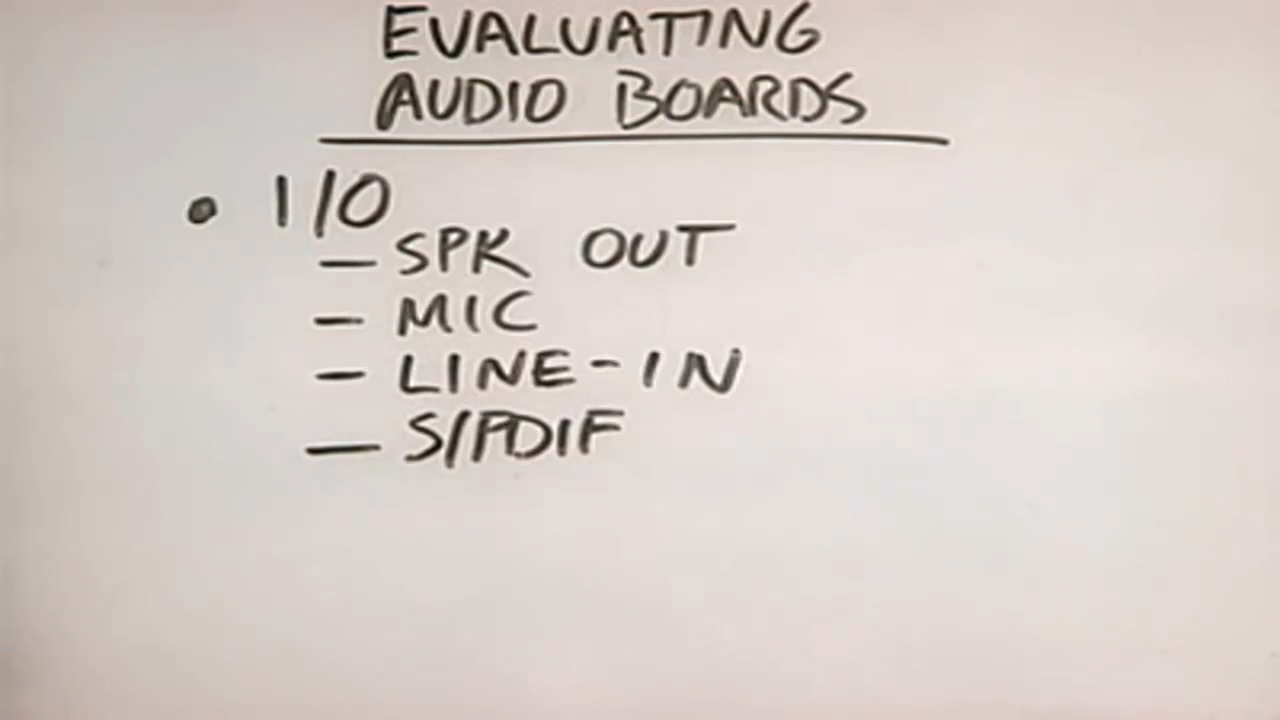 EVALUATING
AUDIO BOARDS
• I/O
— SPK OUT
— MIC
— LINE-IN
— S/PDIF